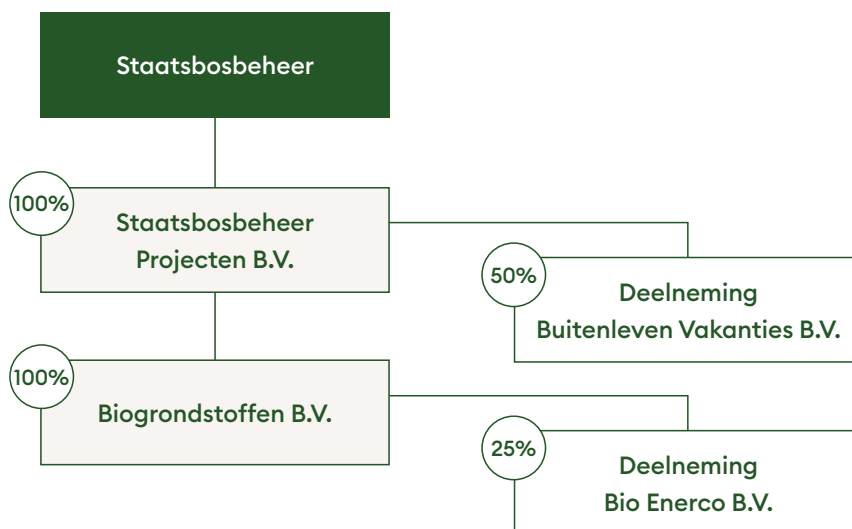 Staatsbosbeheer
100%
Staatsbosbeheer
Projecten B.V.
50%
Deelneming
Buitenleven Vakanties B.V.
100%
Biogrondstoffen B.V.
25%
Deelneming
Bio Enerco B.V.